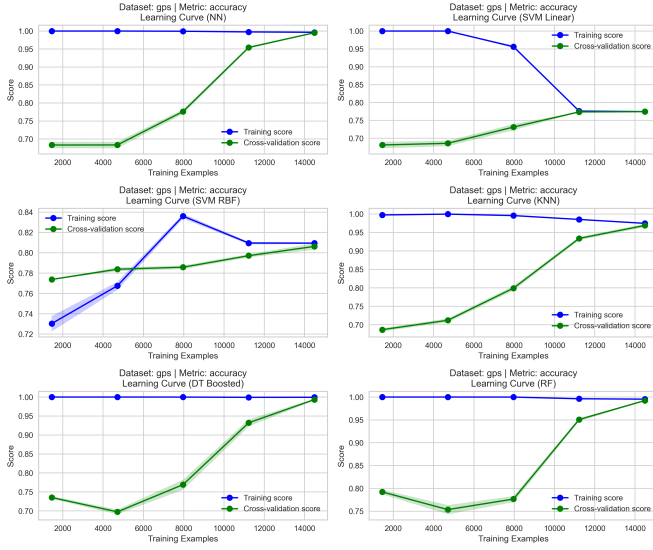 Dataset: gps | Metric: accuracy
Learning Curve (NN)
1.00
0.95
0.90
0.85
0.80
0.75
0.70
Score
Training score
Cross-validation score
2000 4000 6000 8000 10000 12000 14000
Training Examples
Dataset: gps | Metric: accuracy
Learning Curve (SVM Linear)
1.00
0.95
0.90
0.85
0.80
0.75
0.70
Score
Training score
Cross-validation score
2000 4000 6000 8000 10000 12000 14000
Training Examples
Dataset: gps | Metric: accuracy
Learning Curve (SVM RBF)
0.84
0.82
0.80
0.78
0.76
0.74
0.72
Score
Training score
Cross-validation score
2000 4000 6000 8000 10000 12000 14000
Training Examples
Dataset: gps | Metric: accuracy
Learning Curve (KNN)
1.00
0.95
0.90
0.85
0.80
0.75
0.70
Score
Training score
Cross-validation score
2000 4000 6000 8000 10000 12000 14000
Training Examples
Dataset: gps | Metric: accuracy
Learning Curve (DT Boosted)
1.00
0.95
0.90
0.85
0.80
0.75
0.70
Score
Training score
Cross-validation score
2000 4000 6000 8000 10000 12000 14000
Training Examples
Dataset: gps | Metric: accuracy
Learning Curve (RF)
1.00
0.95
0.90
0.85
0.80
0.75
Score
Training score
Cross-validation score
2000 4000 6000 8000 10000 12000 14000
Training Examples